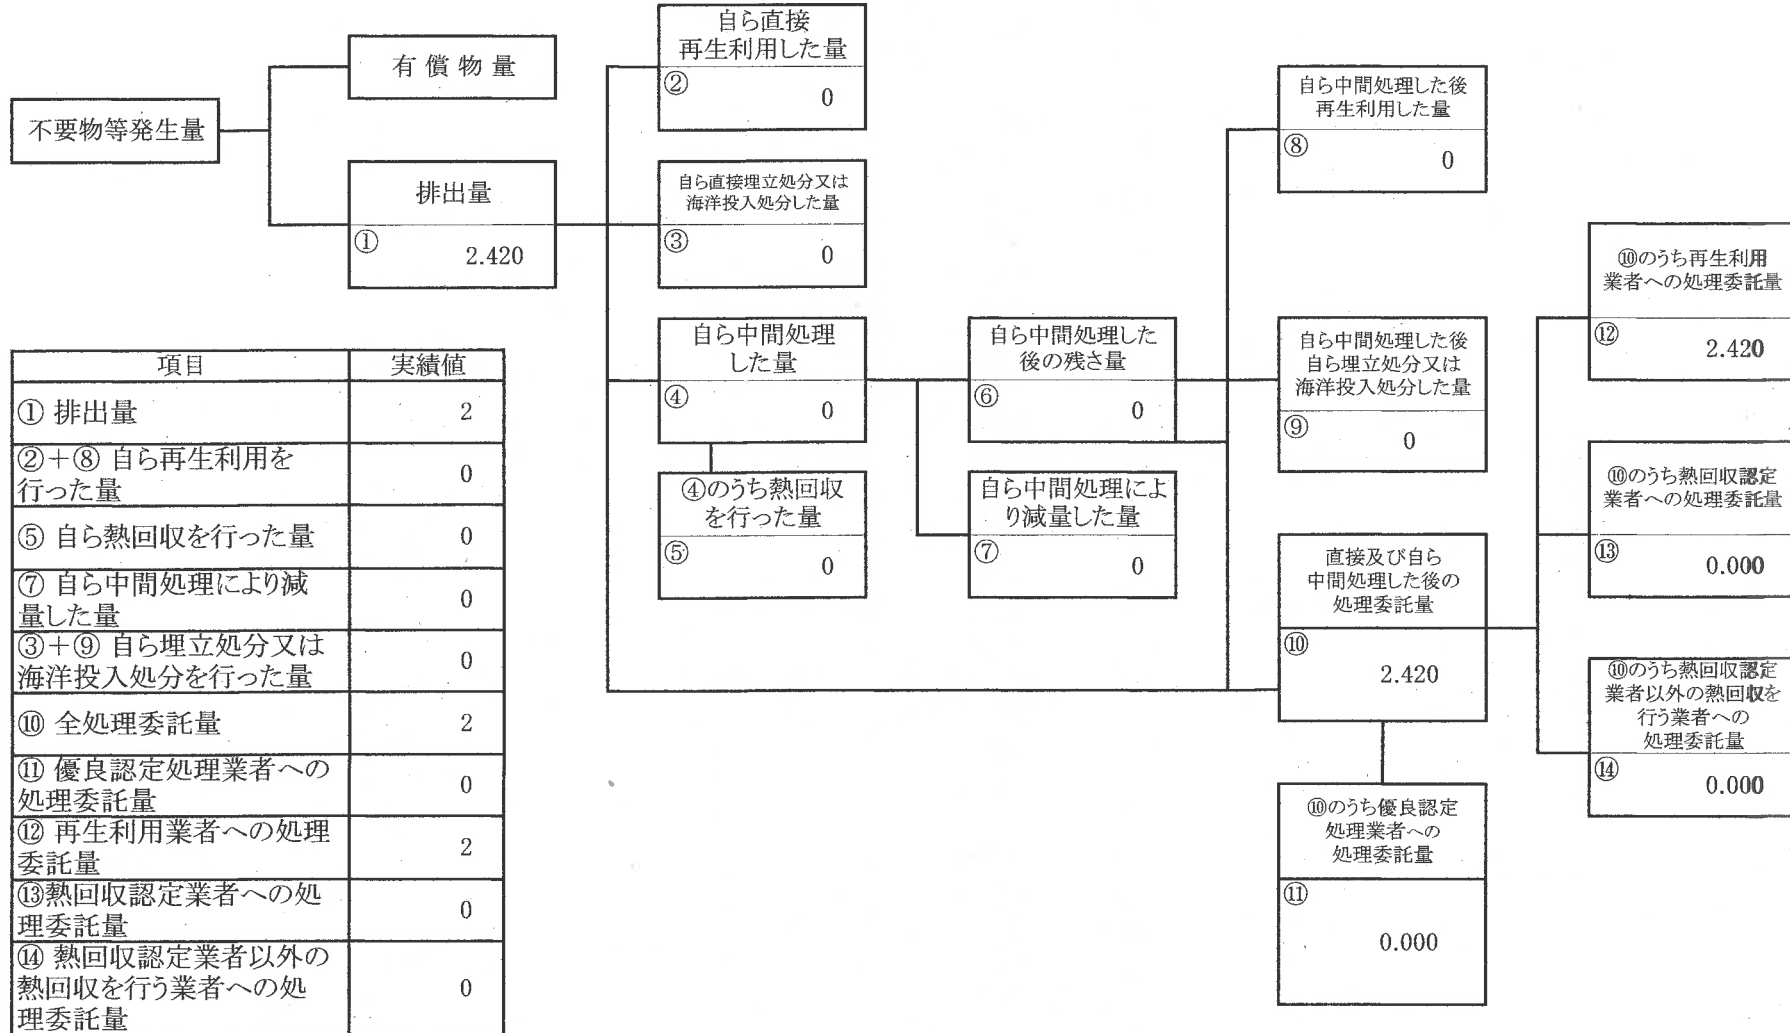 不要物等発生量
有償物量
排出量
①
2.420
自ら直接
再生利用した量
②
0
自ら直接埋立処分又は
海洋投入処分した量
③
0
自ら中間処理
した量
④
0
④のうち熱回収
を行った量
⑤
0
自ら中間処理した
後の残さ量
⑥
0
自ら中間処理によ
り減量した量
⑦
0
自ら中間処理した後
再生利用した量
⑧
0
自ら中間処理した後
自ら埋立処分又は
海洋投入処分した量
⑨
0
直接及び自ら
中間処理した後の
処理委託量
⑩
2.420
⑩のうち優良認定
処理業者への
処理委託量
⑪
0.000
⑩のうち再生利用
業者への処理委託量
⑫
2.420
⑩のうち熱回収認定
業者への処理委託量
⑬
0.000
⑩のうち熱回収認定
業者以外の熱回収を
行う業者への
処理委託量
⑭
0.000
項目 実績値
① 排出量 2
②＋⑧ 自ら再生利用を
行った量 0
⑤ 自ら熱回収を行った量 0
⑦ 自ら中間処理により減
量した量 0
③＋⑨ 自ら埋立処分又は
海洋投入処分を行った量 0
⑩ 全処理委託量 2
⑪ 優良認定処理業者への
処理委託量 0
⑫ 再生利用業者への処理
委託量 2
⑬熱回収認定業者への処
理委託量 0
⑭ 熱回収認定業者以外の
熱回収を行う業者への処
理委託量 0